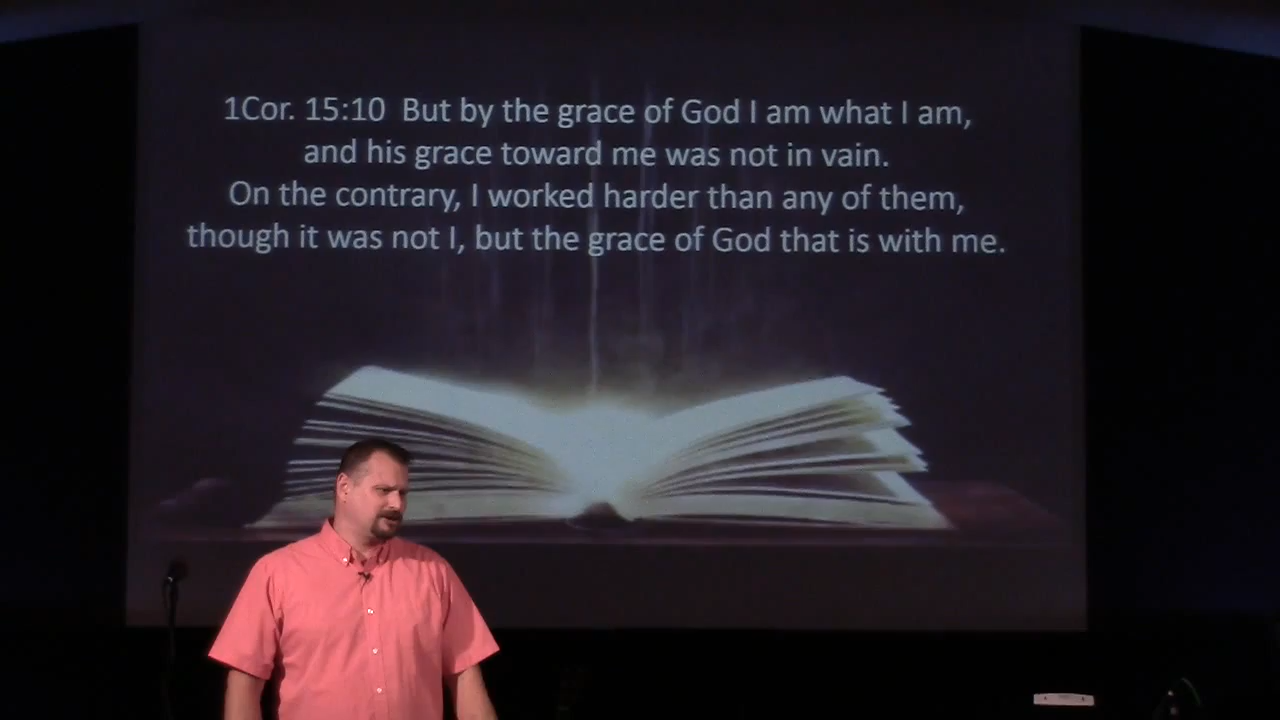 1Cor. 15:10 But by the grace of God I am what I am,
and his grace toward me was not in vain.
On the contrary, I worked harder than any of them,
though it was not I, but the grace of God that is with me.